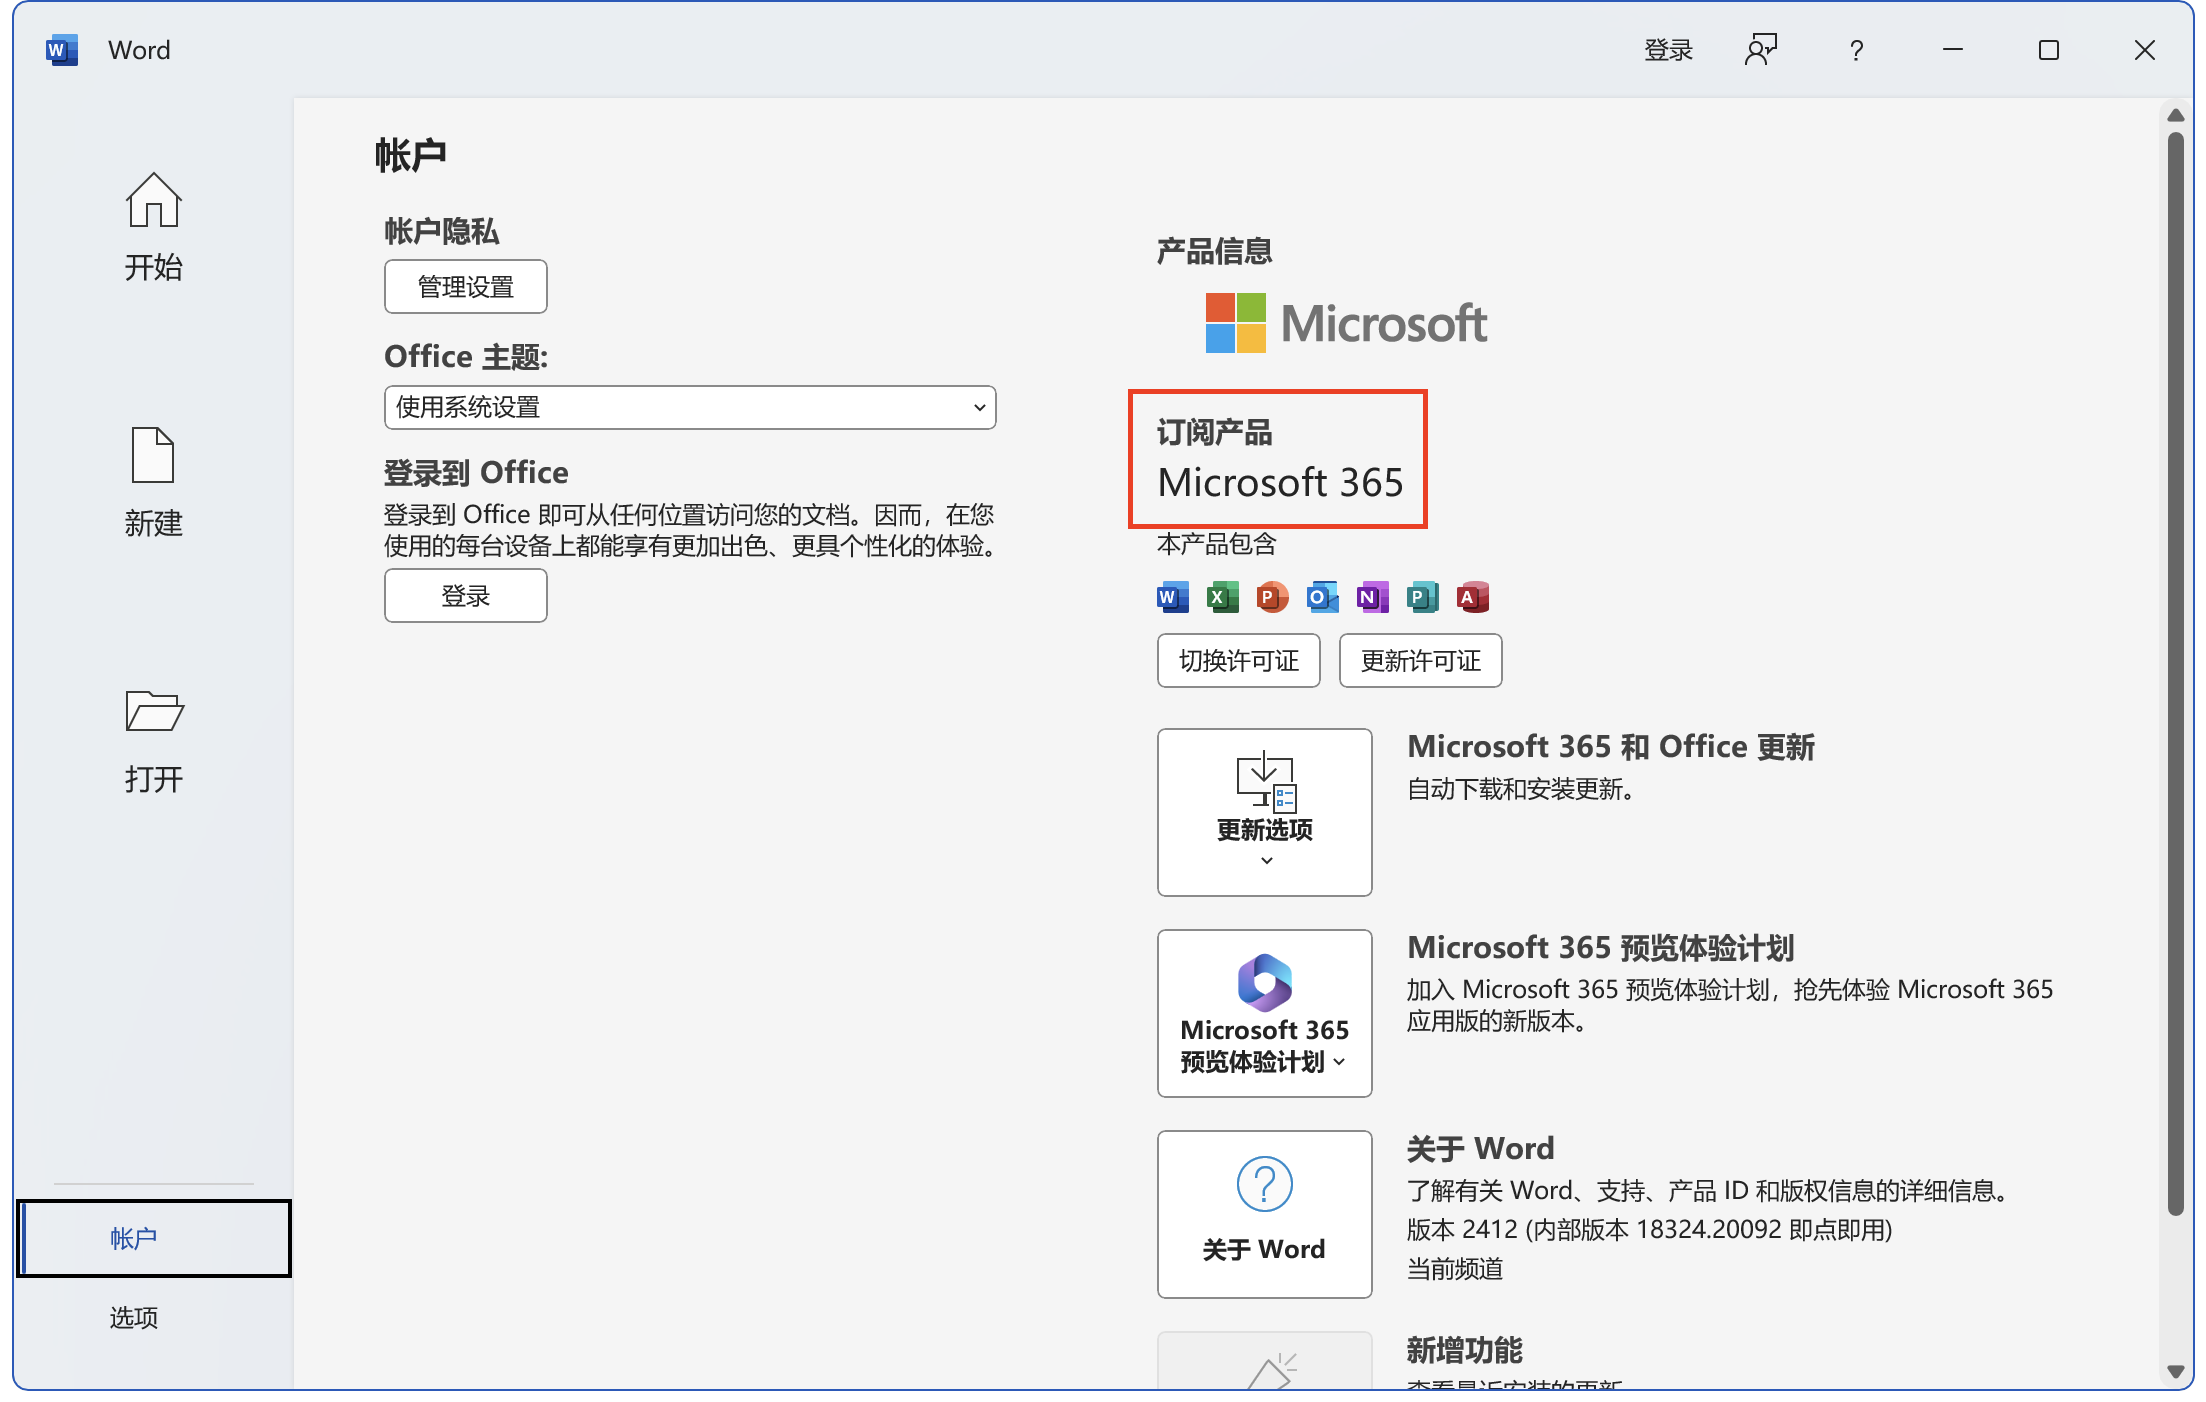 Word
登录
开始
新建
打开
帐户
选项
帐户
帐户隐私
管理设置
Office 主题:
使用系统设置
登录到 Office
登录到 Office 即可从任何位置访问您的文档。因而，在您
使用的每台设备上都能享有更加出色、更具个性化的体验。
登录
产品信息
Microsoft
订阅产品
Microsoft 365
本产品包含
切换许可证
更新许可证
更新选项
Microsoft 365 和 Office 更新
自动下载和安装更新。
Microsoft 365
预览体验计划
Microsoft 365 预览体验计划
加入 Microsoft 365 预览体验计划，抢先体验 Microsoft 365
应用版的新版本。
关于 Word
关于 Word
了解有关 Word、支持、产品 ID 和版权信息的详细信息。
版本 2412 (内部版本 18324.20092 即点即用)
当前频道
新增功能
查看最近安装的更新